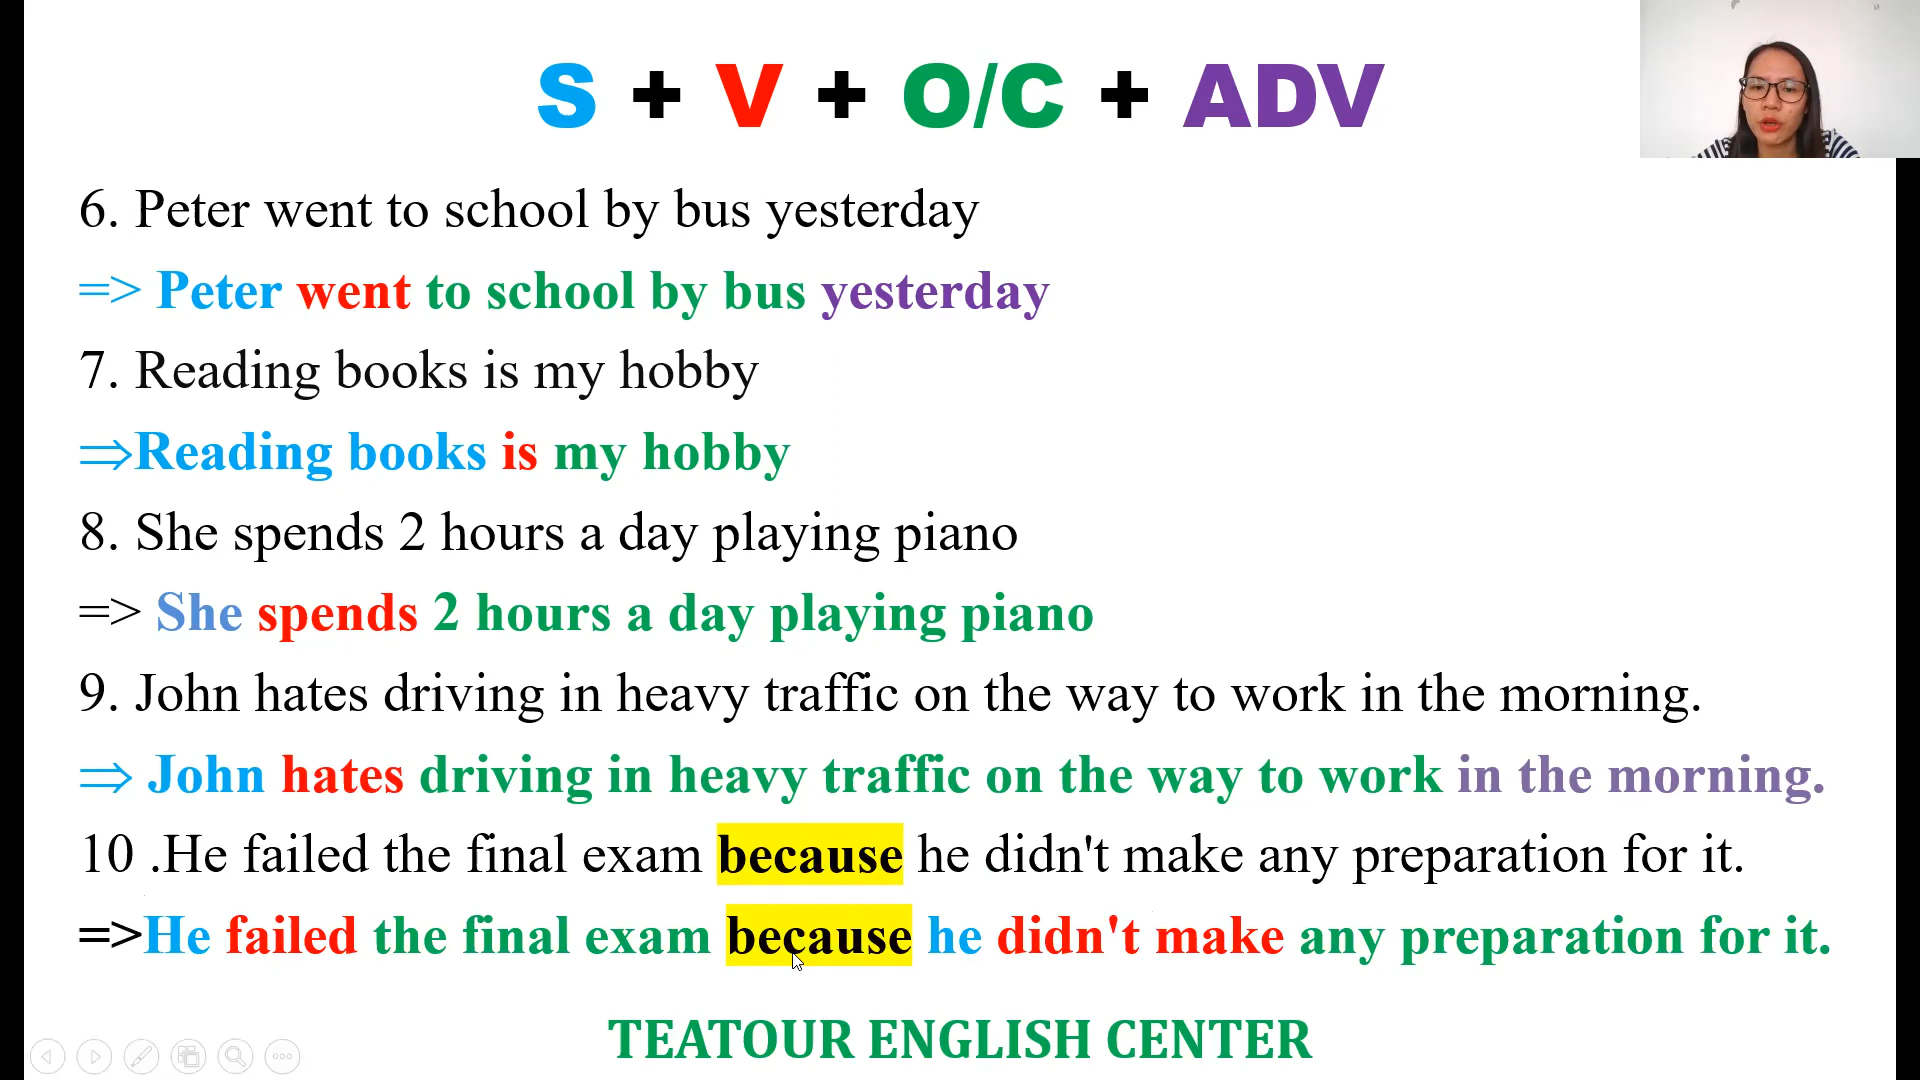 S + V + O/C + ADV
6. Peter went to school by bus yesterday
=> Peter went to school by bus yesterday
7. Reading books is my hobby
⇒Reading books is my hobby
8. She spends 2 hours a day playing piano
=> She spends 2 hours a day playing piano
9. John hates driving in heavy traffic on the way to work in the morning.
⇒ John hates driving in heavy traffic on the way to work in the morning.
10 .He failed the final exam because he didn't make any preparation for it.
=>He failed the final exam because he didn't make any preparation for it.
TEATOUR ENGLISH CENTER